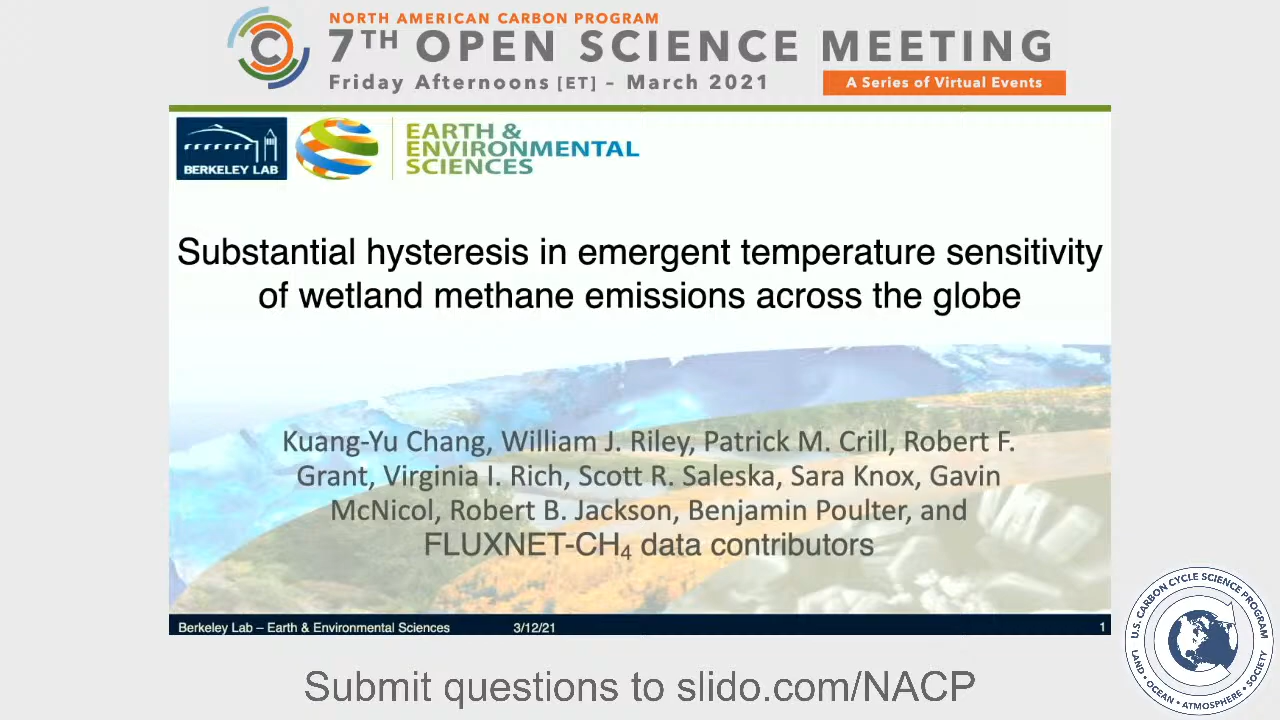 NORTH AMERICAN CARBON PROGRAM
7TH OPEN SCIENCE MEETING
Friday Afternoons [ET] – March 2021
A Series of Virtual Events
BERKELEY LAB
EARTH &
ENVIRONMENTAL
SCIENCES
Substantial hysteresis in emergent temperature sensitivity
of wetland methane emissions across the globe
Kuang-Yu Chang, William J. Riley, Patrick M. Crill, Robert F.
Grant, Virginia I. Rich, Scott R. Saleska, Sara Knox, Gavin
McNicol, Robert B. Jackson, Benjamin Poulter, and
FLUXNET-CH₄ data contributors
Berkeley Lab – Earth & Environmental Sciences 3/12/21 1
U.S. CARBON CYCLE SCIENCE PROGRAM
LAND • OCEAN • ATMOSPHERE • SOCIETY
Submit questions to slido.com/NACP